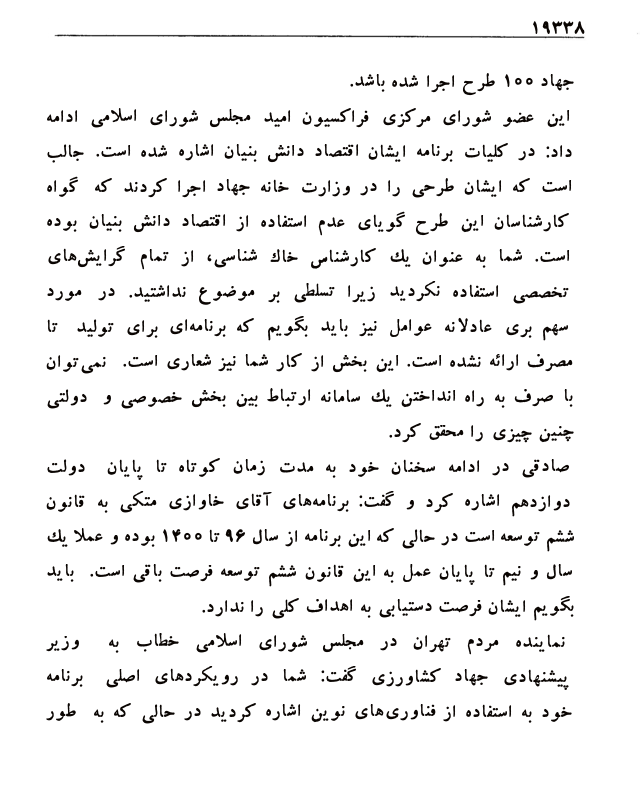 ۱۹۳۳۸
جهاد ۱۰۰ طرح اجرا شده باشد.
این عضو شورای مرکزی فراکسیون امید مجلس شورای اسلامی ادامه
داد: در کلیات برنامه ایشان اقتصاد دانش بنیان اشاره شده است. جالب
است که ایشان طرحی را در وزارت خانه جهاد اجرا کردند که گواه
کارشناسان این طرح گویای عدم استفاده از اقتصاد دانش بنیان بوده
است. شما به عنوان یك کارشناس خاك شناسی، از تمام گرایش‌های
تخصصی استفاده نکردید زیرا تسلطی بر موضوع نداشتید. در مورد
سهم بری عادلانه عوامل نیز باید بگویم که برنامه‌ای برای تولید تا
مصرف ارائه نشده است. این بخش از کار شما نیز شعاری است. نمی‌توان
با صرف به راه انداختن یك سامانه ارتباط بین بخش خصوصی و دولتی
چنین چیزی را محقق کرد.
صادقی در ادامه سخنان خود به مدت زمان کوتاه تا پایان دولت
دوازدهم اشاره کرد و گفت: برنامه‌های آقای خاوازی متکی به قانون
ششم توسعه است در حالی که این برنامه از سال ۹۶ تا ۱۴۰۰ بوده و عملا یك
سال و نیم تا پایان عمل به این قانون ششم توسعه فرصت باقی است. باید
بگویم ایشان فرصت دستیابی به اهداف کلی را ندارد.
نماینده مردم تهران در مجلس شورای اسلامی خطاب به وزیر
پیشنهادی جهاد کشاورزی گفت: شما در رویکردهای اصلی برنامه
خود به استفاده از فناوری‌های نوین اشاره کردید در حالی که به طور